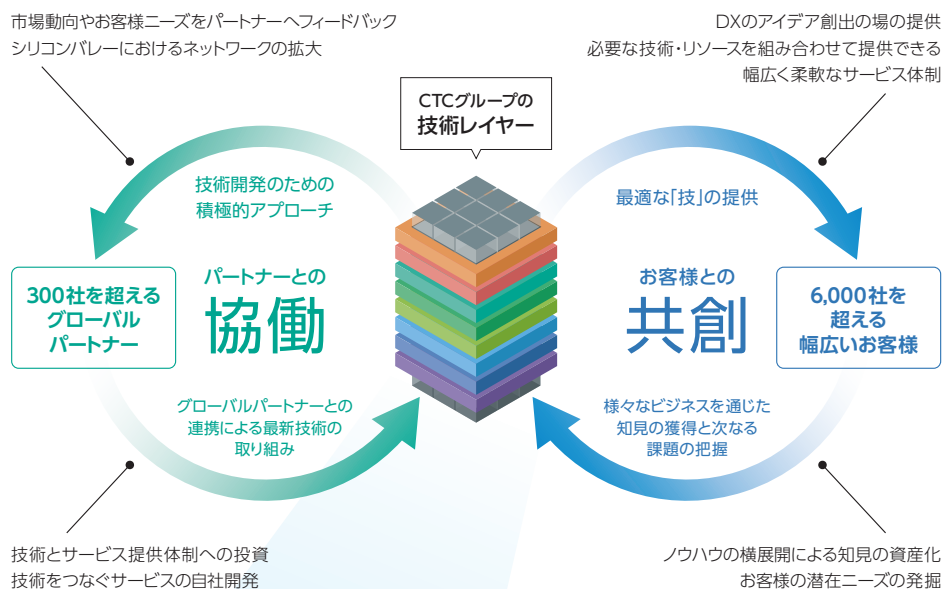 市場動向やお客様ニーズをパートナーへフィードバック
シリコンバレーにおけるネットワークの拡大
DXのアイデア創出の場の提供
必要な技術・リソースを組み合わせて提供できる
幅広く柔軟なサービス体制
CTCグループの
技術レイヤー
技術開発のための
積極的アプローチ
最適な「技」の提供
300社を超える
グローバル
パートナー
パートナーとの
協働
お客様との
共創
6,000社を
超える
幅広いお客様
グローバルパートナーとの
連携による最新技術の
取り組み
様々なビジネスを通じた
知見の獲得と次なる
課題の把握
技術とサービス提供体制への投資
技術をつなぐサービスの自社開発
ノウハウの横展開による知見の資産化
お客様の潜在ニーズの発掘